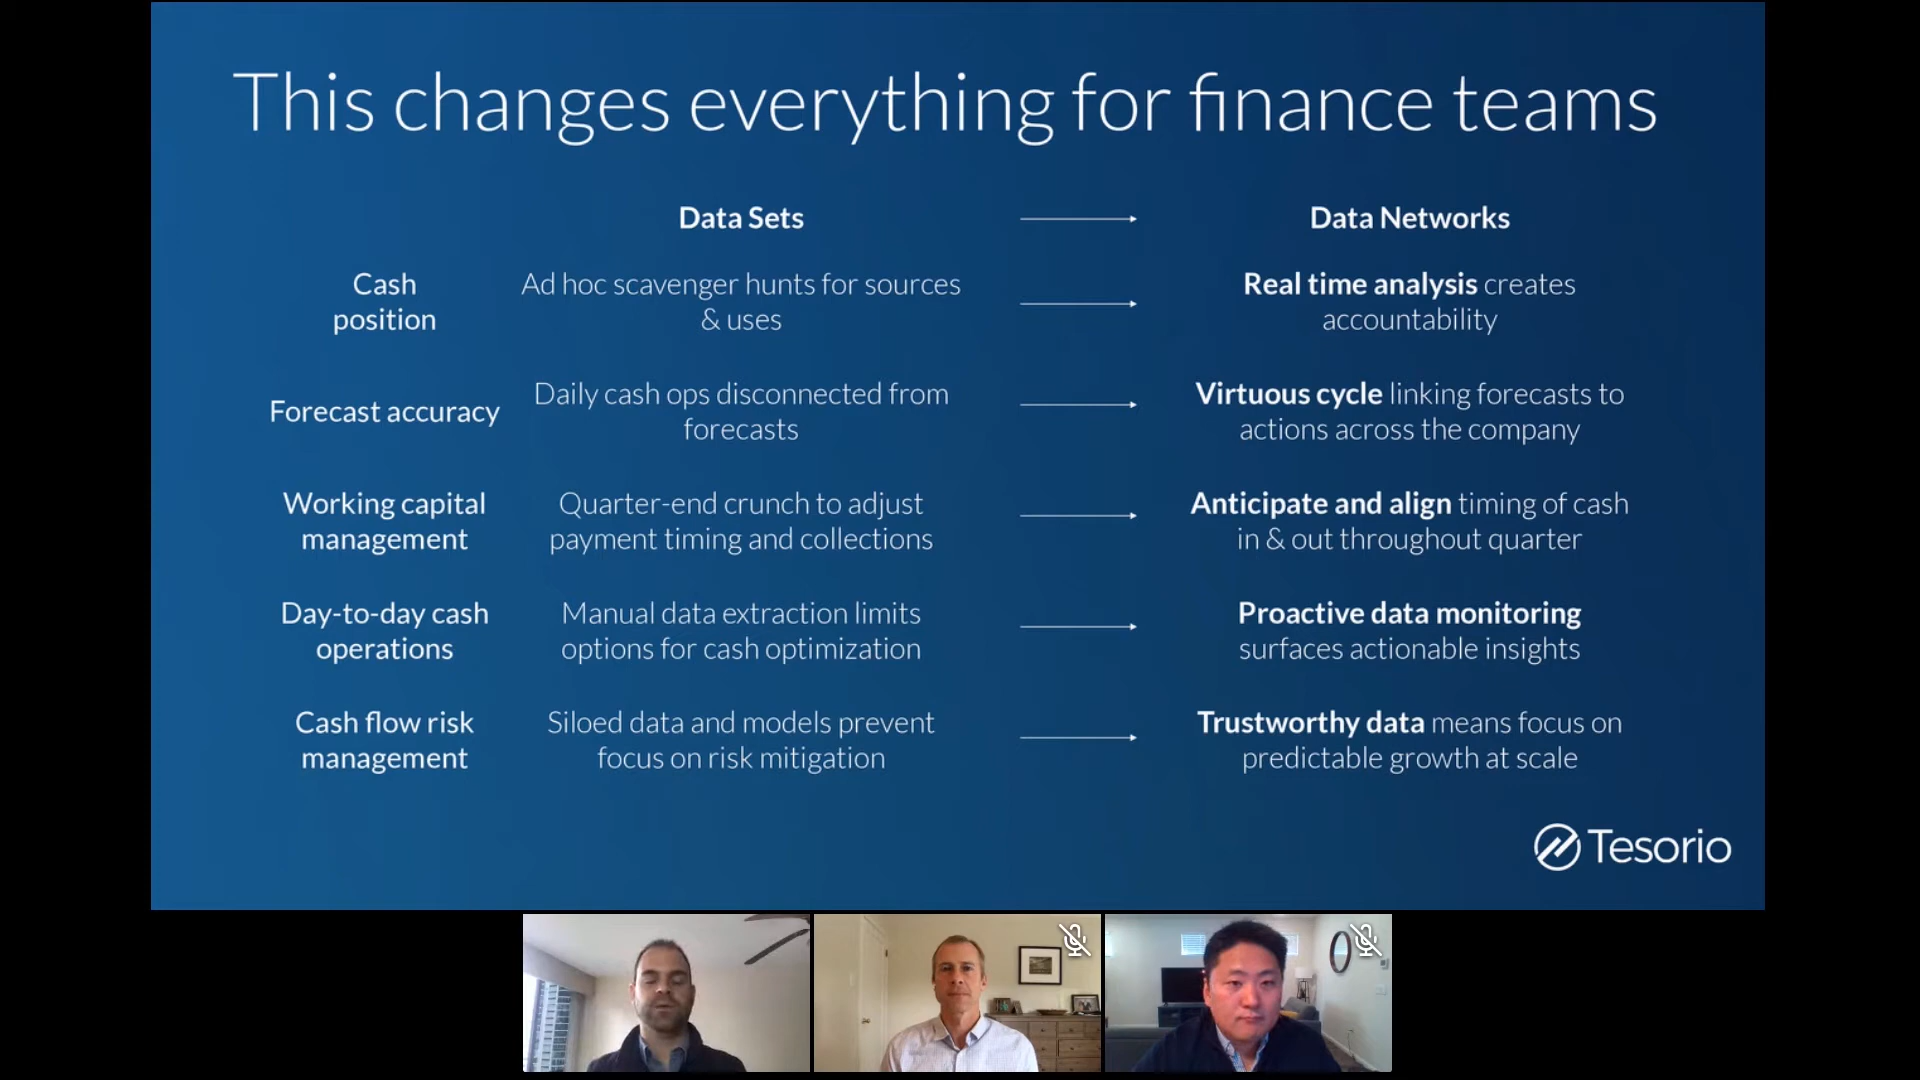 This changes everything for finance teams
Data Sets
Data Networks
Cash
position
Ad hoc scavenger hunts for sources
& uses
Real time analysis creates
accountability
Forecast accuracy
Daily cash ops disconnected from
forecasts
Virtuous cycle linking forecasts to
actions across the company
Working capital
management
Quarter-end crunch to adjust
payment timing and collections
Anticipate and align timing of cash
in & out throughout quarter
Day-to-day cash
operations
Manual data extraction limits
options for cash optimization
Proactive data monitoring
surfaces actionable insights
Cash flow risk
management
Siloed data and models prevent
focus on risk mitigation
Trustworthy data means focus on
predictable growth at scale
Tesorio